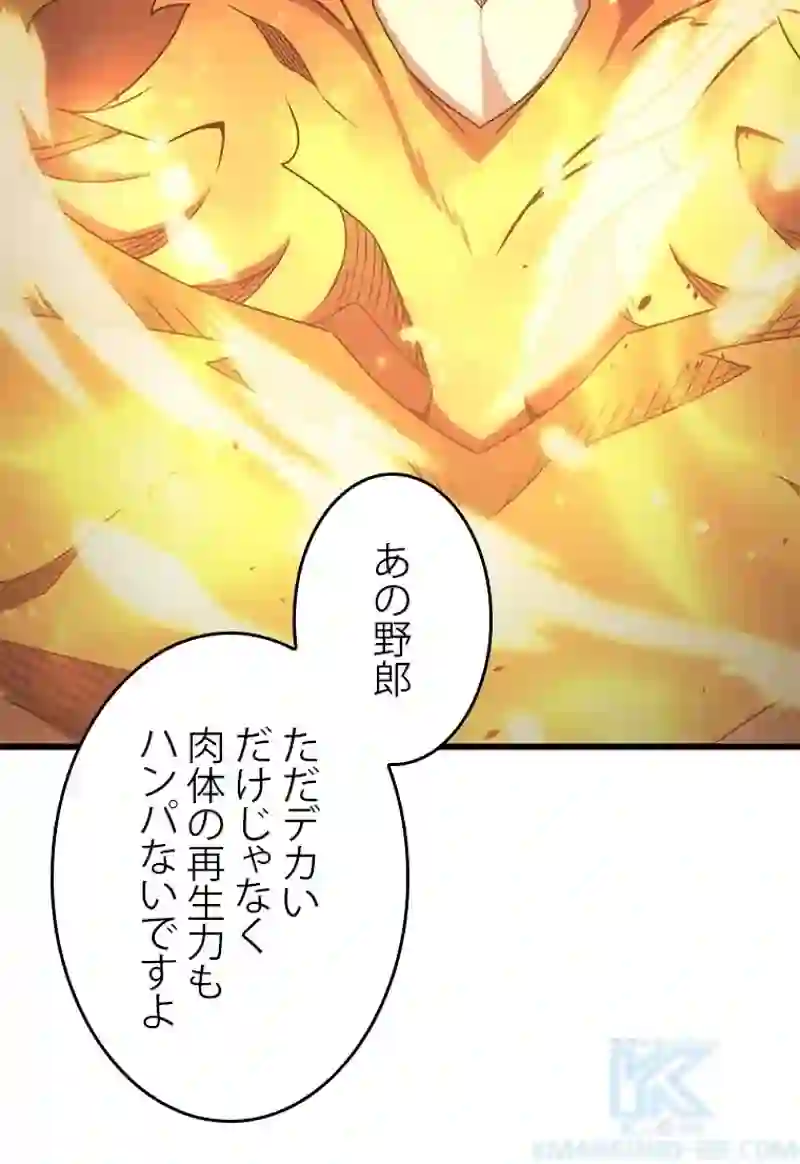 あの野郎
ただデカい
だけじゃなく
肉体の再生力も
ハンパないですよ